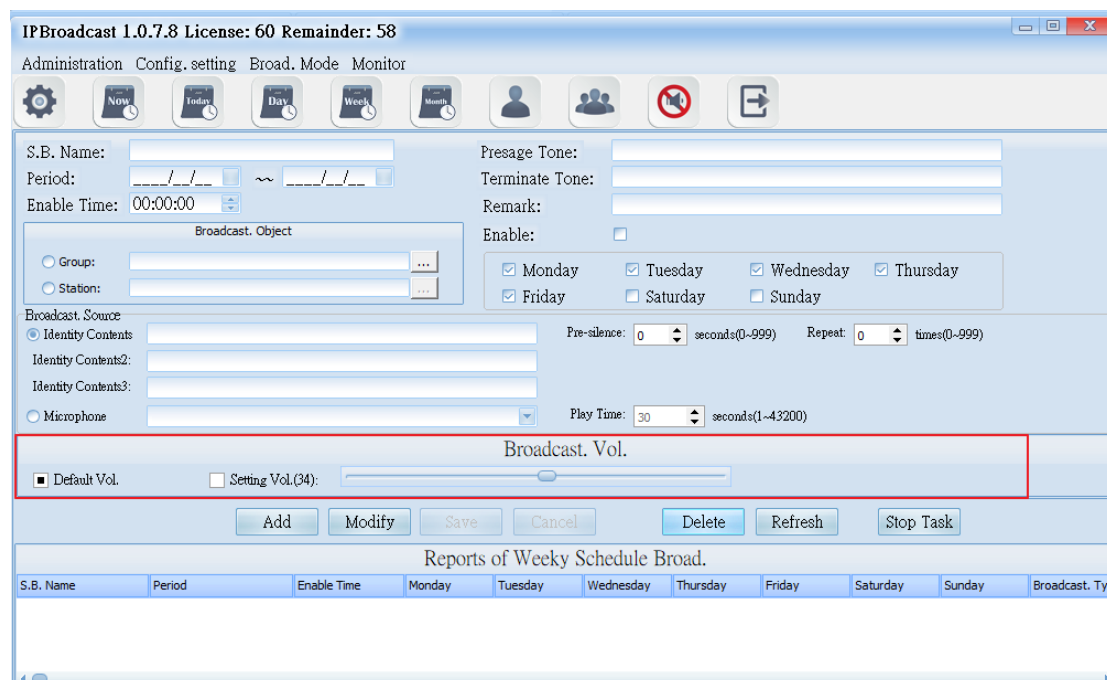 IPBroadcast 1.0.7.8 License: 60 Remainder: 58
Administration Config. setting Broad. Mode Monitor
Now Today Day Week Month
S.B. Name: Presage Tone:
Period: ____/__/__ ~~ ____/__/__ Terminate Tone:
Enable Time: 00:00:00 Remark:
Broadcast. Object Enable:
Group: ... Monday Tuesday Wednesday Thursday
Station: ... Friday Saturday Sunday
Broadcast. Source
Identity Contents Pre-silence: 0 seconds(0~999) Repeat: 0 times(0~999)
Identity Contents2:
Identity Contents3:
Microphone Play Time: 30 seconds(1~43200)
Broadcast. Vol.
Default Vol. Setting Vol.(34):
Add Modify Save Cancel Delete Refresh Stop Task
Reports of Weeky Schedule Broad.
S.B. Name Period Enable Time Monday Tuesday Wednesday Thursday Friday Saturday Sunday Broadcast. Ty